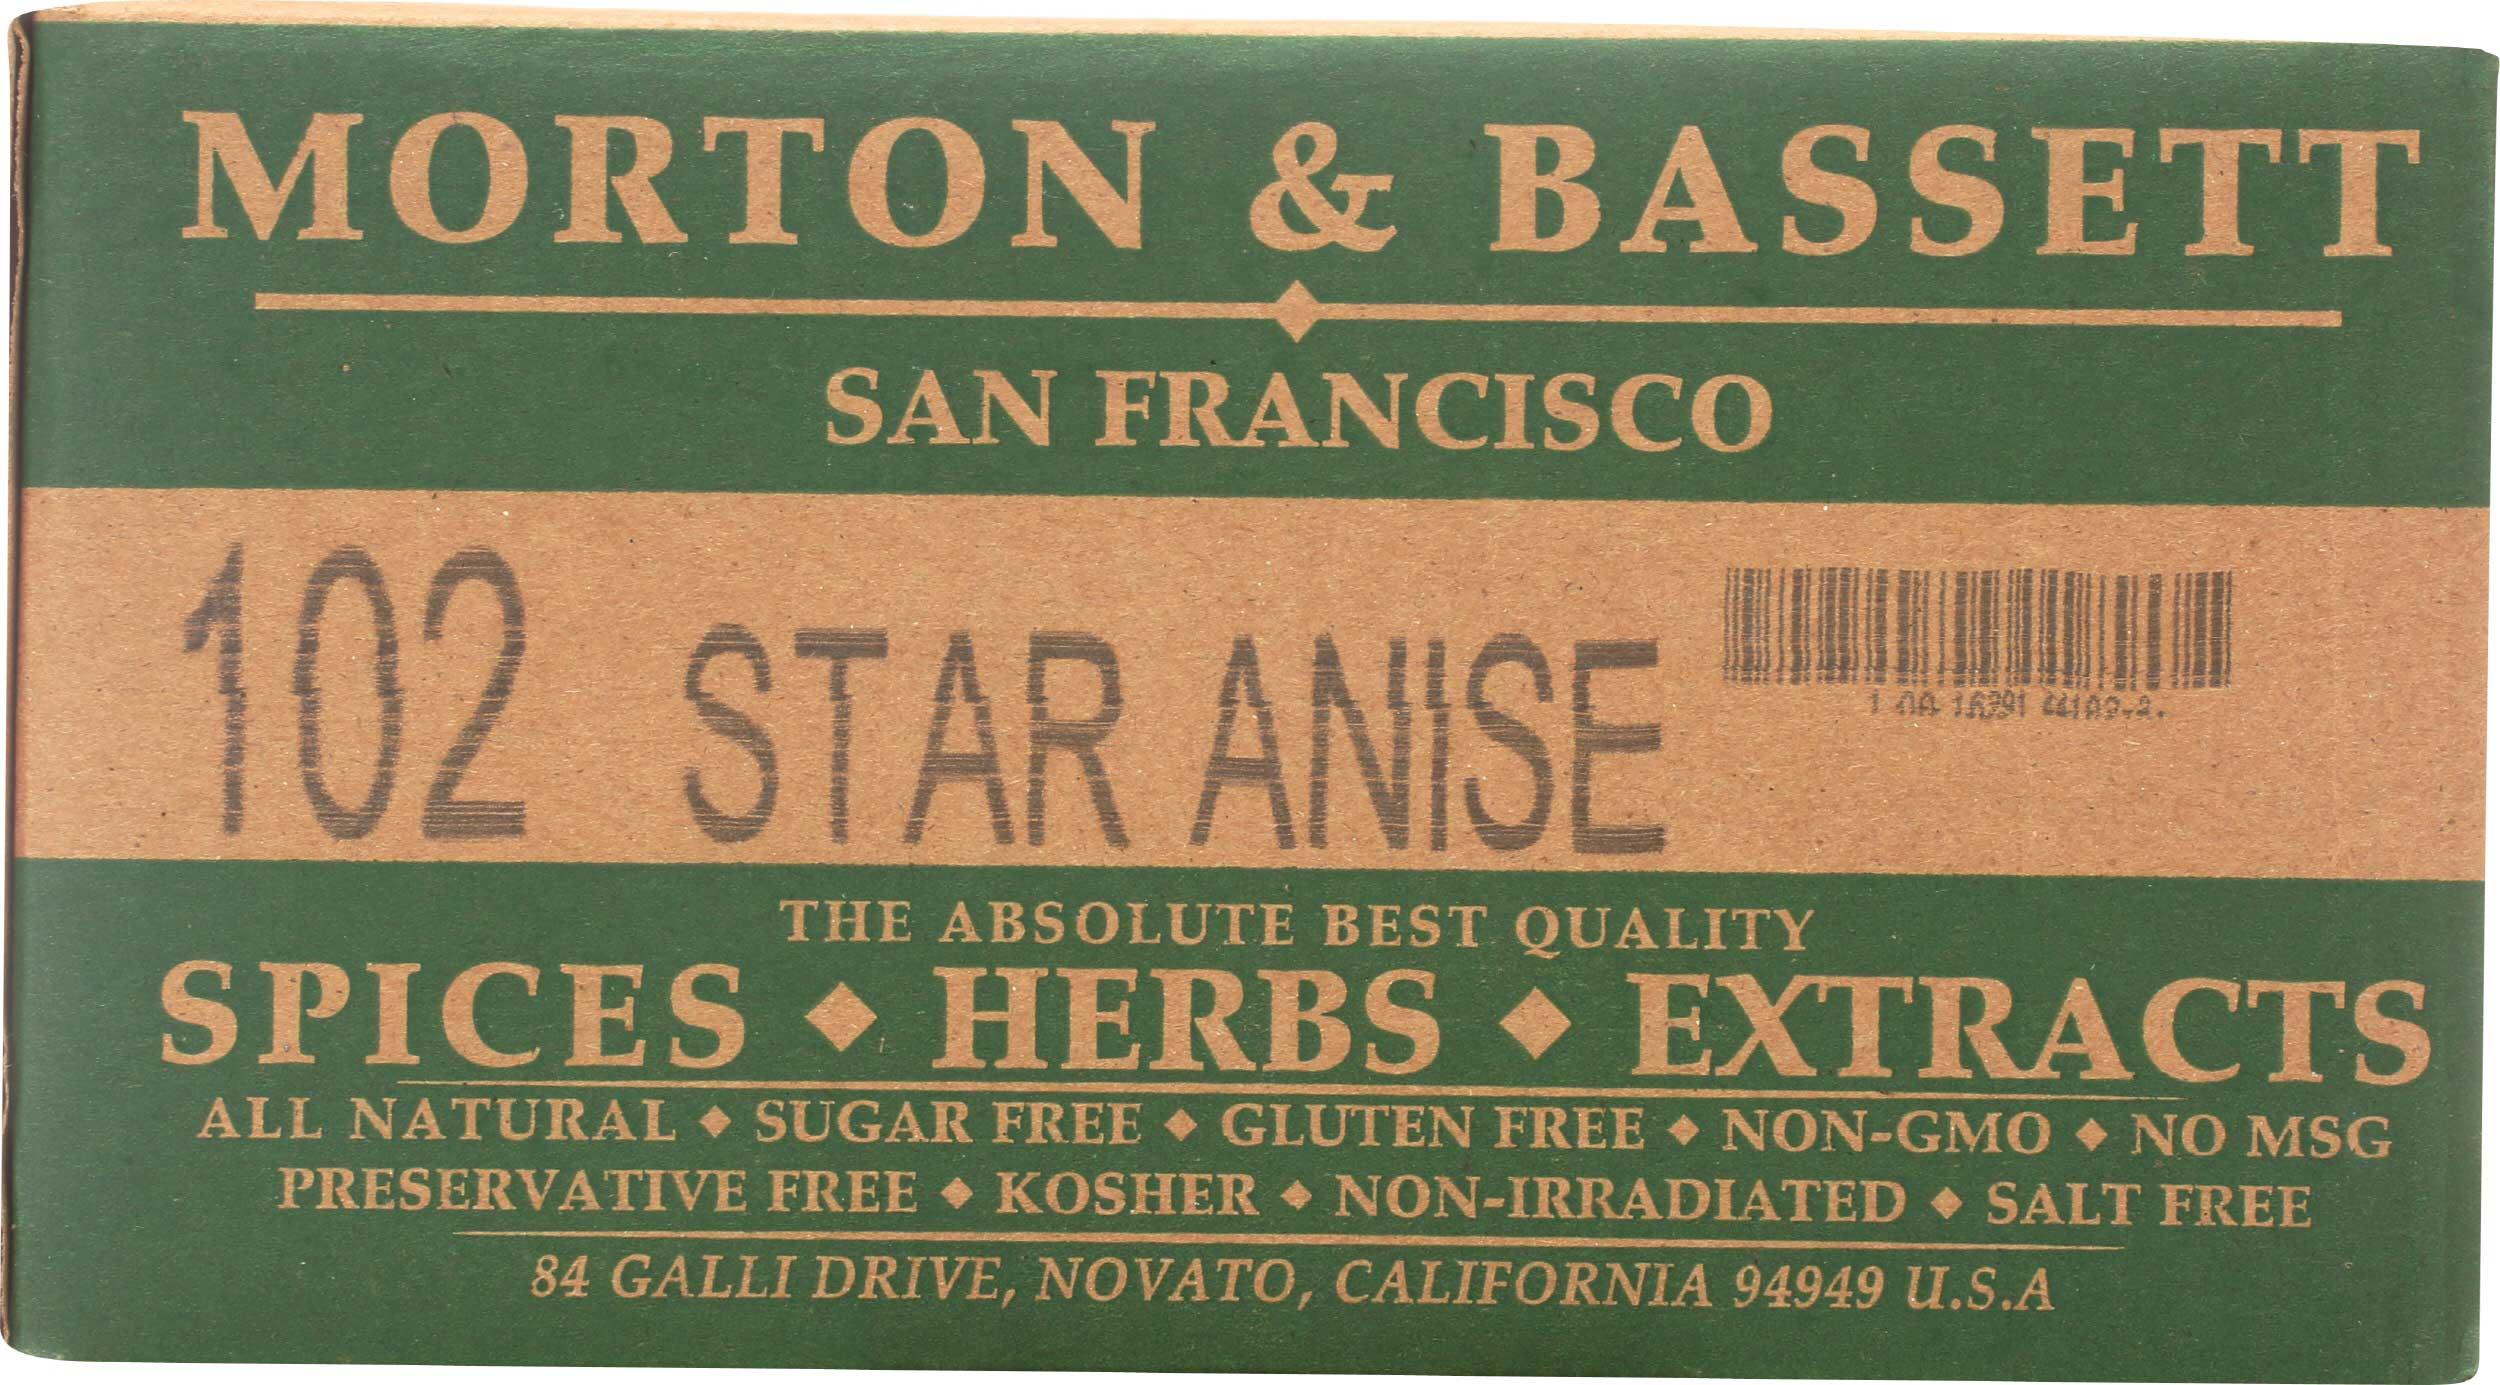 MORTON & BASSETT
SAN FRANCISCO
102 STAR ANISE
THE ABSOLUTE BEST QUALITY
SPICES ◆ HERBS ◆ EXTRACTS
ALL NATURAL ◆ SUGAR FREE ◆ GLUTEN FREE ◆ NON-GMO ◆ NO MSG
PRESERVATIVE FREE ◆ KOSHER ◆ NON-IRRADIATED ◆ SALT FREE
84 GALLI DRIVE, NOVATO, CALIFORNIA 94949 U.S.A